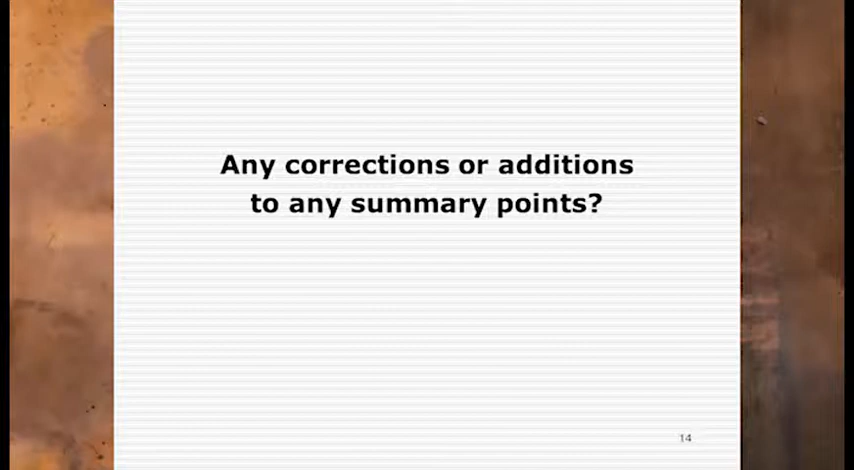 Any corrections or additions
to any summary points?
14